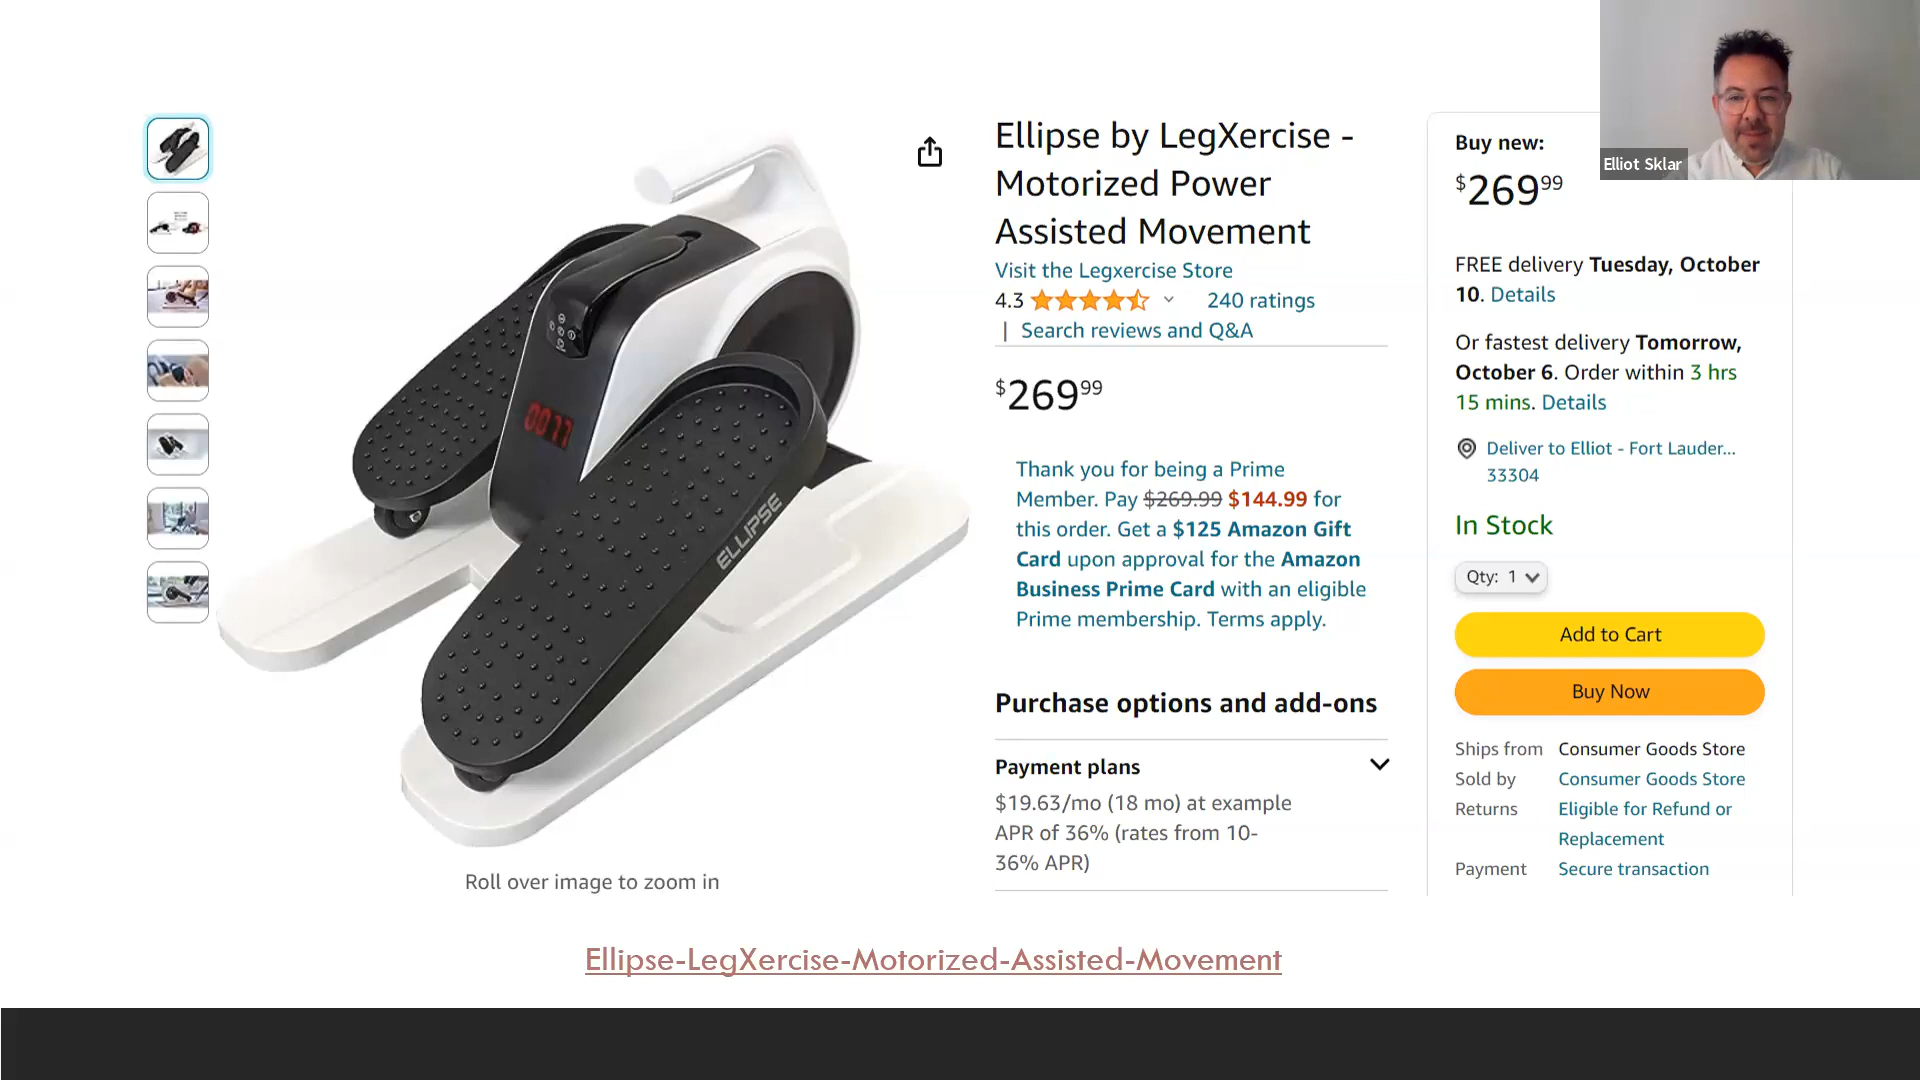 Elliot Sklar
Ellipse by LegXercise -
Motorized Power
Assisted Movement
Visit the Legxercise Store
4.3 240 ratings
| Search reviews and Q&A
$269.99
Thank you for being a Prime
Member. Pay $269.99 $144.99 for
this order. Get a $125 Amazon Gift
Card upon approval for the Amazon
Business Prime Card with an eligible
Prime membership. Terms apply.
Purchase options and add-ons
Payment plans
$19.63/mo (18 mo) at example
APR of 36% (rates from 10-
36% APR)
Buy new:
$269.99
FREE delivery Tuesday, October
10. Details
Or fastest delivery Tomorrow,
October 6. Order within 3 hrs
15 mins. Details
Deliver to Elliot - Fort Lauder...
33304
In Stock
Qty: 1
Add to Cart
Buy Now
Ships from Consumer Goods Store
Sold by Consumer Goods Store
Returns Eligible for Refund or
Replacement
Payment Secure transaction
0077
ELLIPSE
Roll over image to zoom in
Ellipse-LegXercise-Motorized-Assisted-Movement